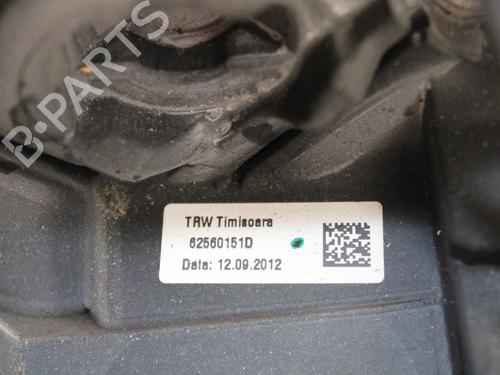 B-PARTS
TRW Timisoara
62560151D
Data: 12.09.2012